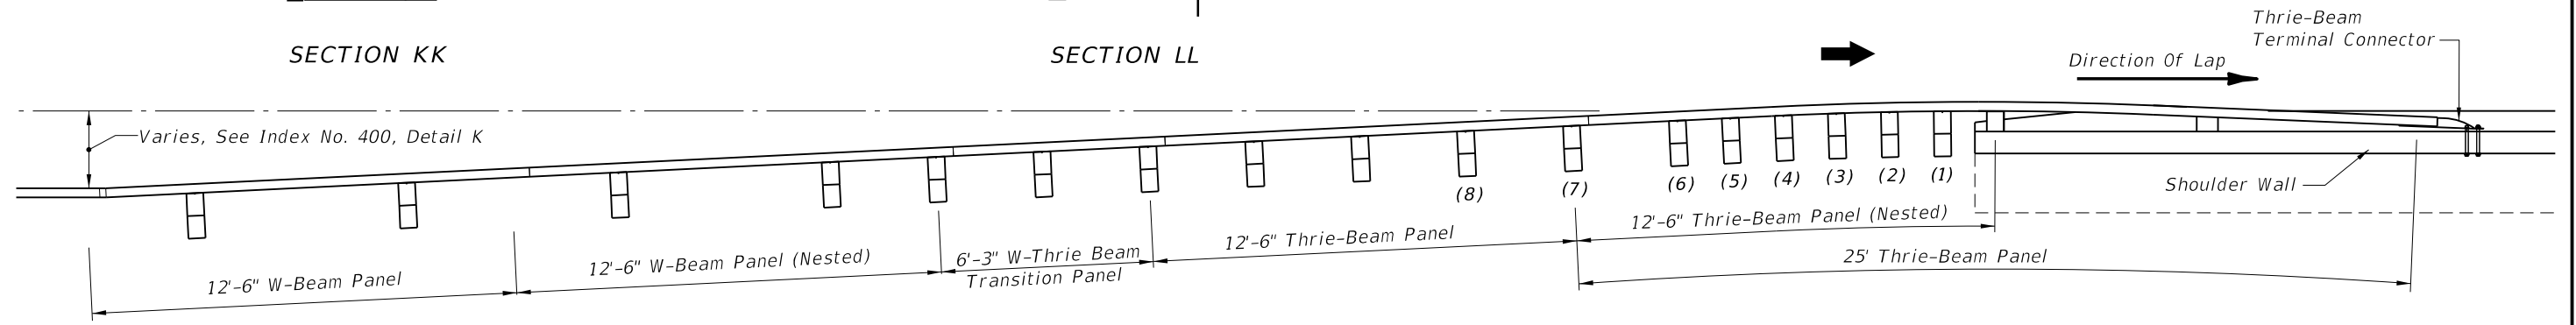 SECTION KK
SECTION LL
Thrie-Beam
Terminal Connector
Direction Of Lap
Varies, See Index No. 400, Detail K
(8)
(7)
(6)
(5)
(4)
(3)
(2)
(1)
Shoulder Wall
12'-6" W-Beam Panel
12'-6" W-Beam Panel (Nested)
6'-3" W-Thrie Beam
Transition Panel
12'-6" Thrie-Beam Panel
12'-6" Thrie-Beam Panel (Nested)
25' Thrie-Beam Panel